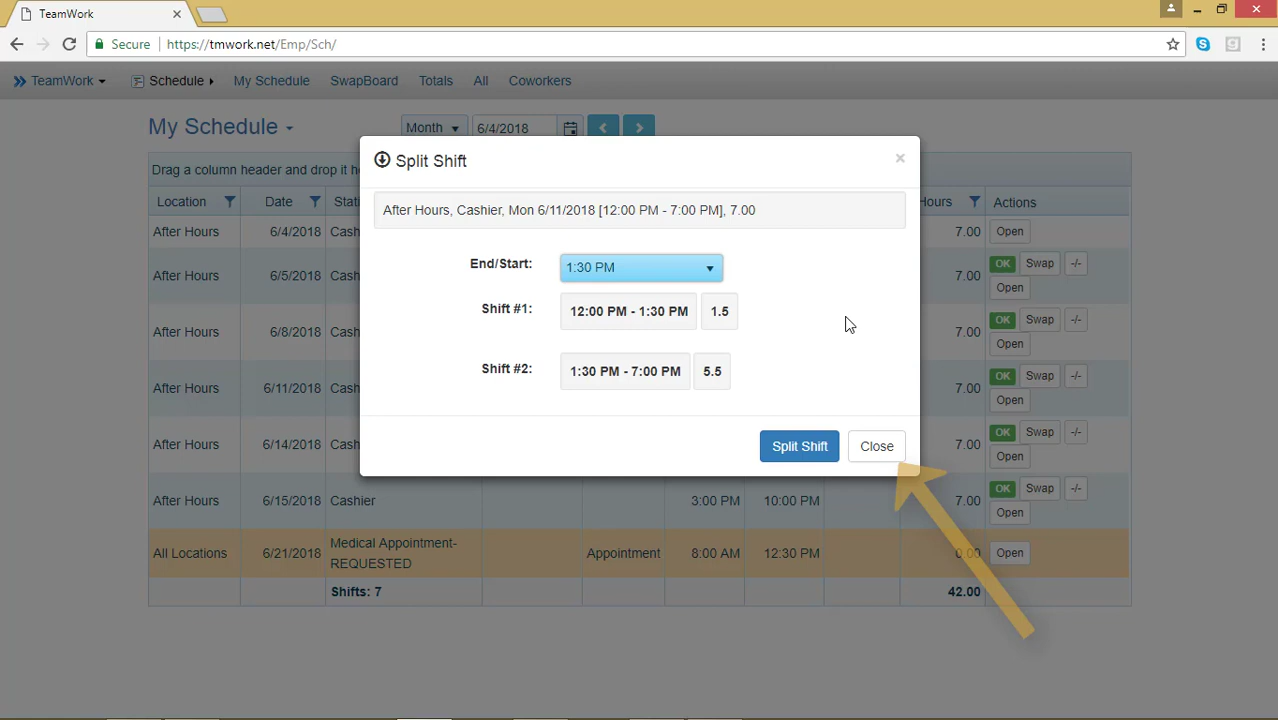 TeamWork
Secure https://tmwork.net/Emp/Sch/
TeamWork Schedule My Schedule SwapBoard Totals All Coworkers
My Schedule Month 6/4/2018
Drag a column header and drop it
Split Shift ×
After Hours, Cashier, Mon 6/11/2018 [12:00 PM - 7:00 PM], 7.00
End/Start: 1:30 PM
Shift #1: 12:00 PM - 1:30 PM 1.5
Shift #2: 1:30 PM - 7:00 PM 5.5
Split Shift Close
Location Date Hours Actions
After Hours 6/4/2018 7.00 Open
After Hours 6/5/2018 7.00 OK Swap -/-
Open
After Hours 6/8/2018 7.00 OK Swap -/-
Open
After Hours 6/11/2018 7.00 OK Swap -/-
Open
After Hours 6/14/2018 7.00 OK Swap -/-
Open
After Hours 6/15/2018 Cashier 3:00 PM 10:00 PM 7.00 OK Swap -/-
Open
All Locations 6/21/2018 Medical Appointment-
REQUESTED Appointment 8:00 AM 12:30 PM 0.00 Open
Shifts: 7 42.00